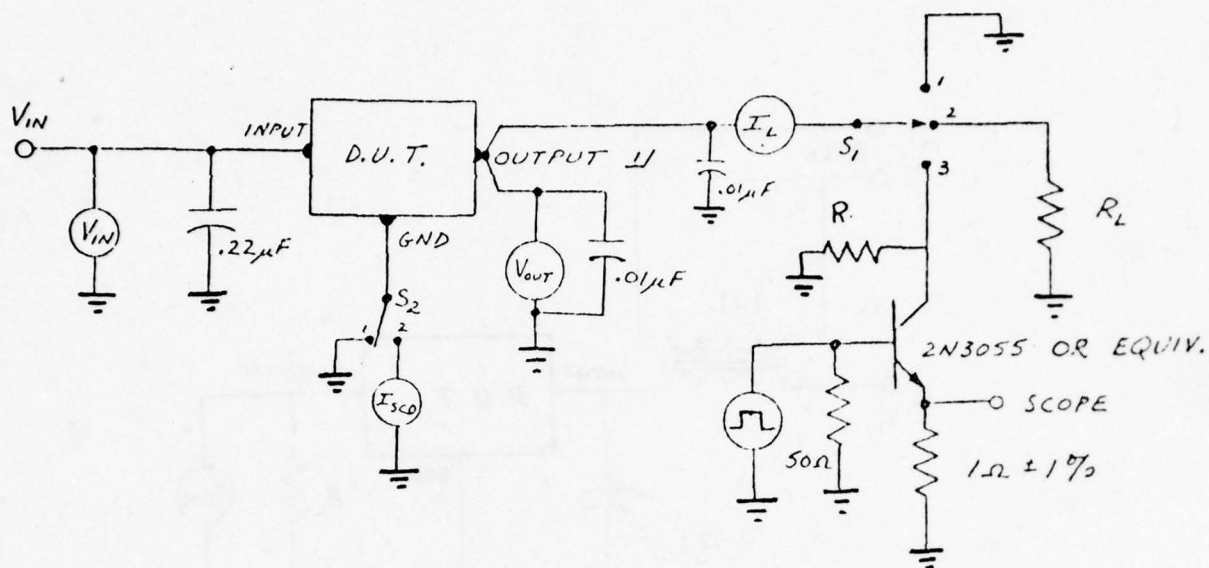 V_IN
V_IN
.22μF
INPUT
D.U.T.
OUTPUT 1/
GND
S_2
1
2
I_SCD
V_OUT
.01μF
.01μF
I_L
S_1
1
2
3
R
R_L
50Ω
2N3055 OR EQUIV.
SCOPE
1Ω ± 1%